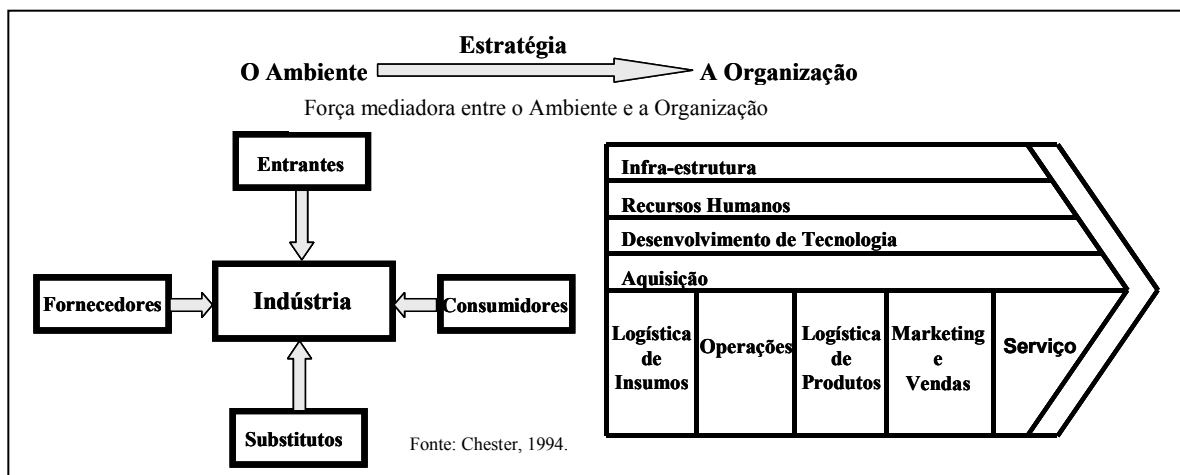 Estratégia
O Ambiente
A Organização
Força mediadora entre o Ambiente e a Organização
Entrantes
Fornecedores
Indústria
Consumidores
Substitutos
Fonte: Chester, 1994.
Infra-estrutura
Recursos Humanos
Desenvolvimento de Tecnologia
Aquisição
Logística
de
Insumos
Operações
Logística
de
Produtos
Marketing
e
Vendas
Serviço